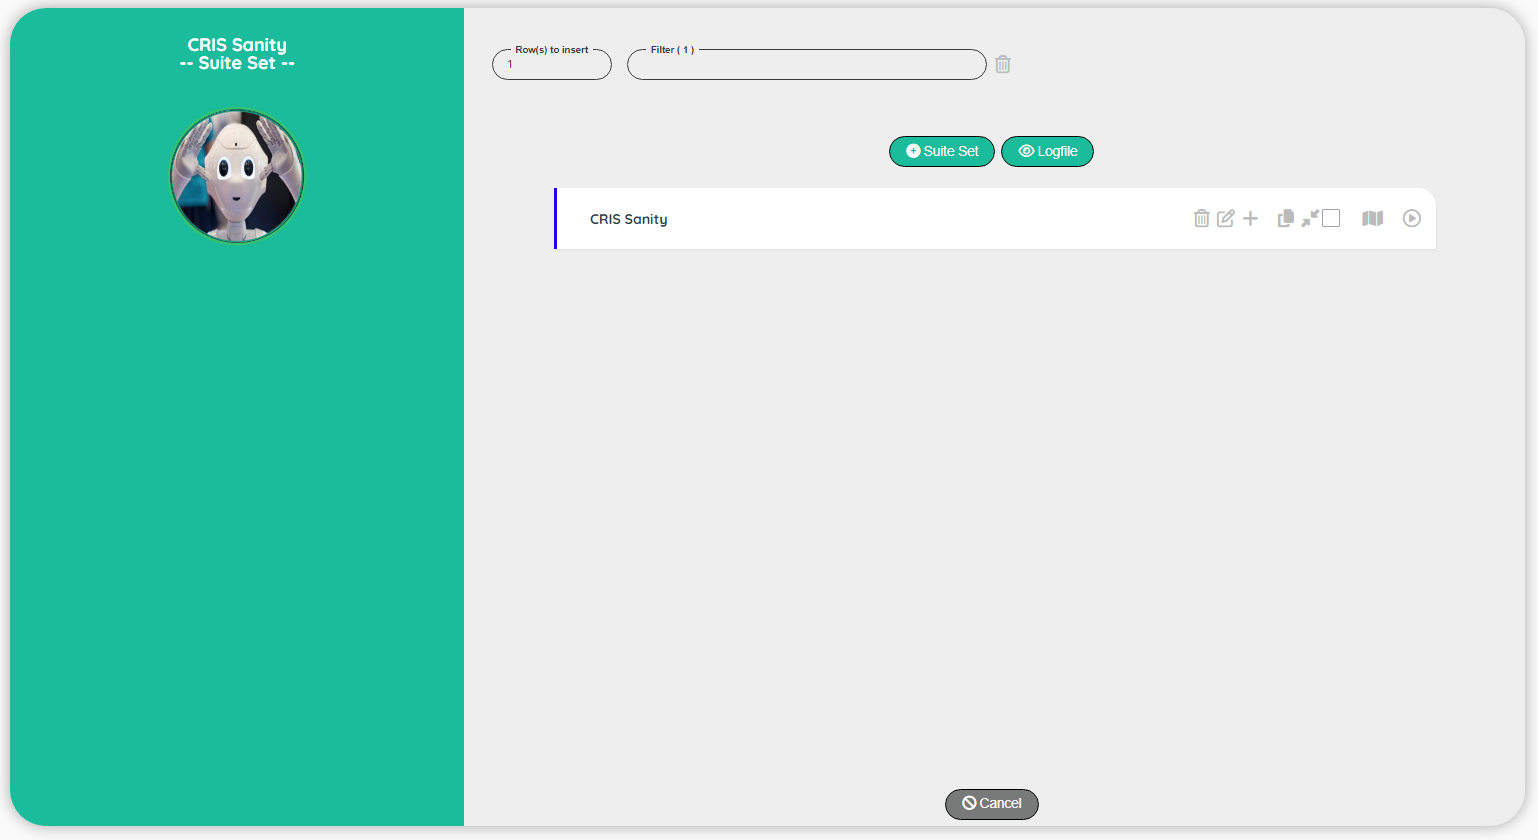 CRIS Sanity
-- Suite Set --
Row(s) to insert
1
Filter ( 1 )
Suite Set
Logfile
CRIS Sanity
Cancel